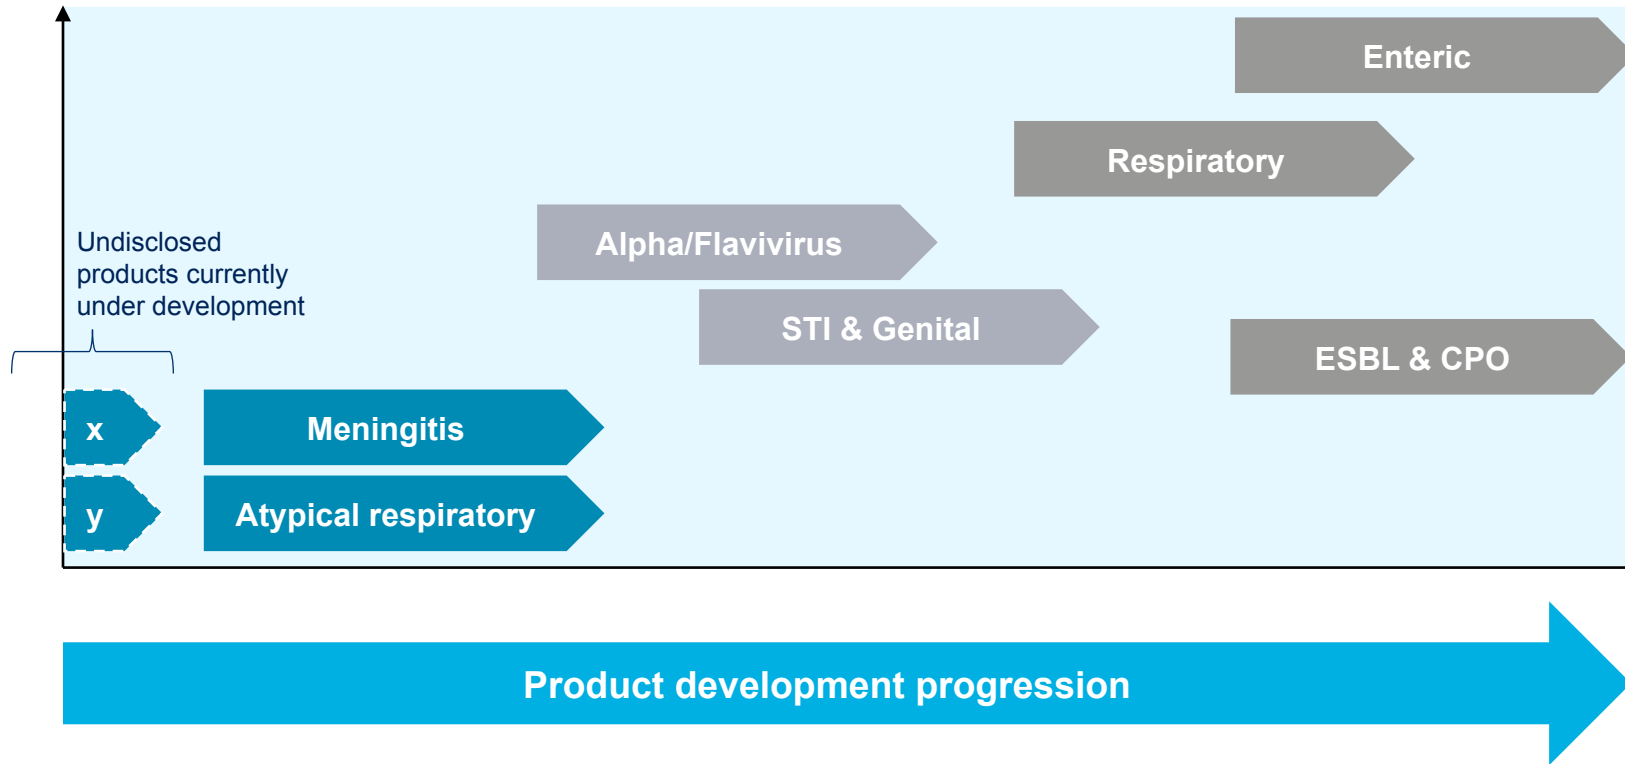 Enteric
Respiratory
Alpha/Flavivirus
Undisclosed
products currently
under development
STI & Genital
ESBL & CPO
x
Meningitis
y
Atypical respiratory
Product development progression